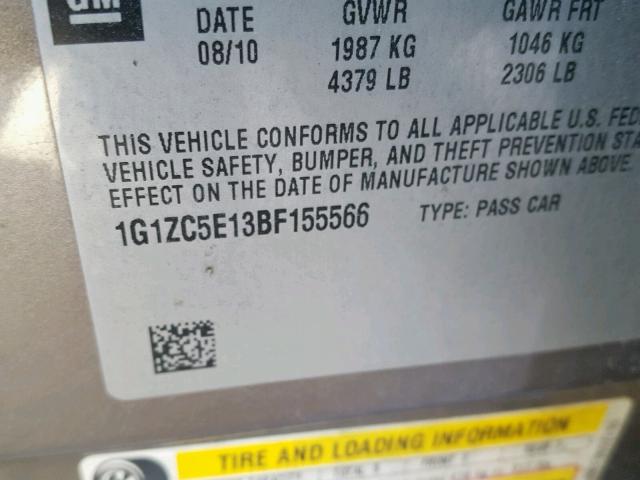 GM
DATE GVWR GAWR FRT
08/10 1987 KG 1046 KG
4379 LB 2306 LB
THIS VEHICLE CONFORMS TO ALL APPLICABLE U.S. FED
VEHICLE SAFETY, BUMPER, AND THEFT PREVENTION STA
EFFECT ON THE DATE OF MANUFACTURE SHOWN ABOVE.
1G1ZC5E13BF155566 TYPE: PASS CAR
TIRE AND LOADING INFORMATION